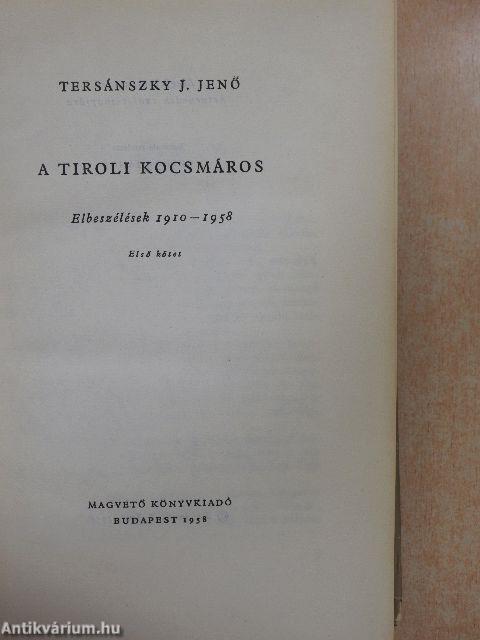 TERSÁNSZKY J. JENŐ
A TIROLI KOCSMÁROS
Elbeszélések 1910–1958
Első kötet
MAGVETŐ KÖNYVKIADÓ
BUDAPEST 1958
Antikvárium.hu